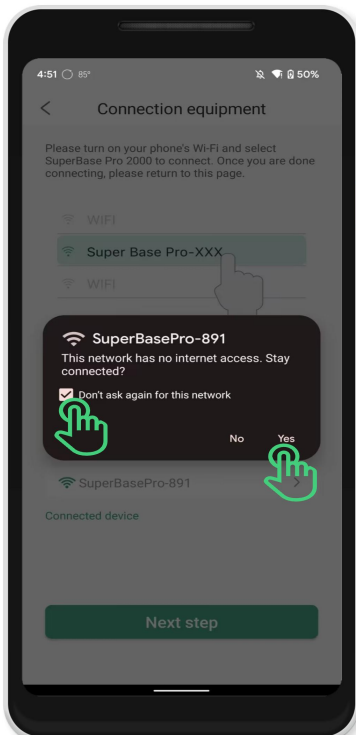 4:51 85° 50%
Connection equipment
Please turn on your phone's Wi-Fi and select
SuperBase Pro 2000 to connect. Once you are done
connecting, please return to this page.
WIFI
Super Base Pro-XXX
WIFI
SuperBasePro-891
This network has no internet access. Stay
connected?
Don't ask again for this network
No Yes
SuperBasePro-891
Connected device
Next step